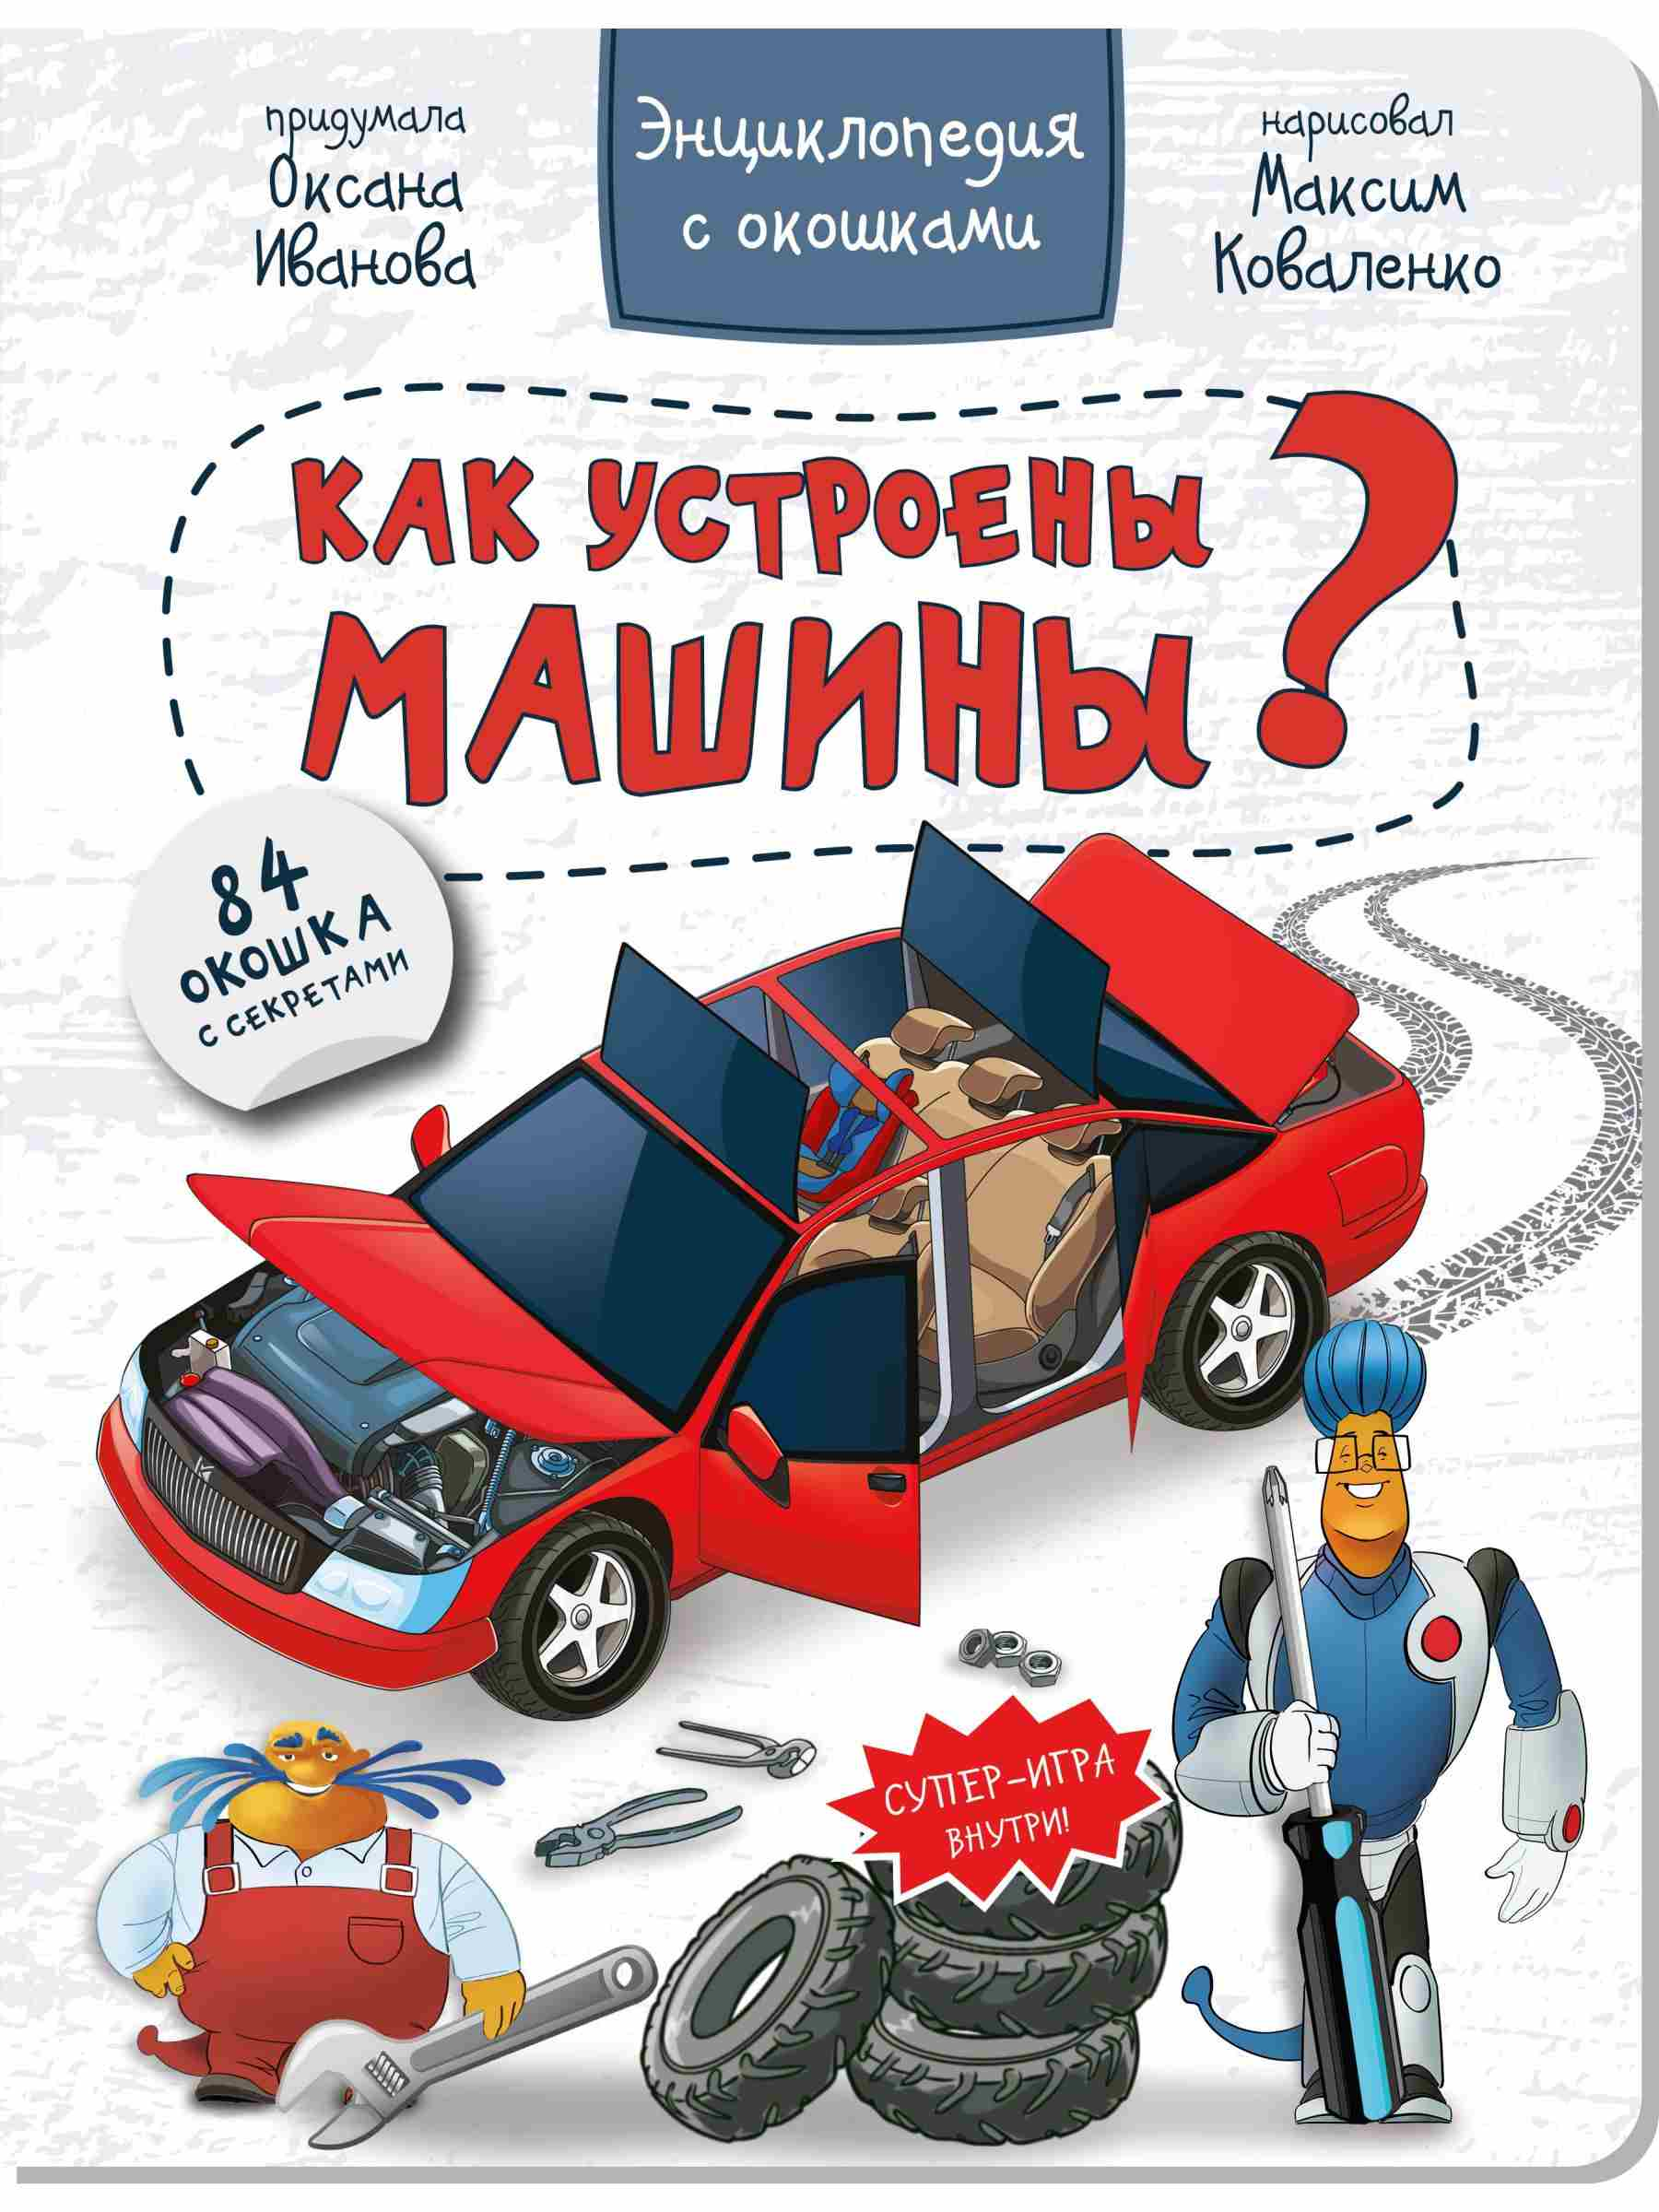 придумала
Оксана
Иванова
Энциклопедия
с окошками
нарисовал
Максим
Коваленко
КАК УСТРОЕНЫ
МАШИНЫ?
84
ОКОШКА
С СЕКРЕТАМИ
СУПЕР-ИГРА
ВНУТРИ!